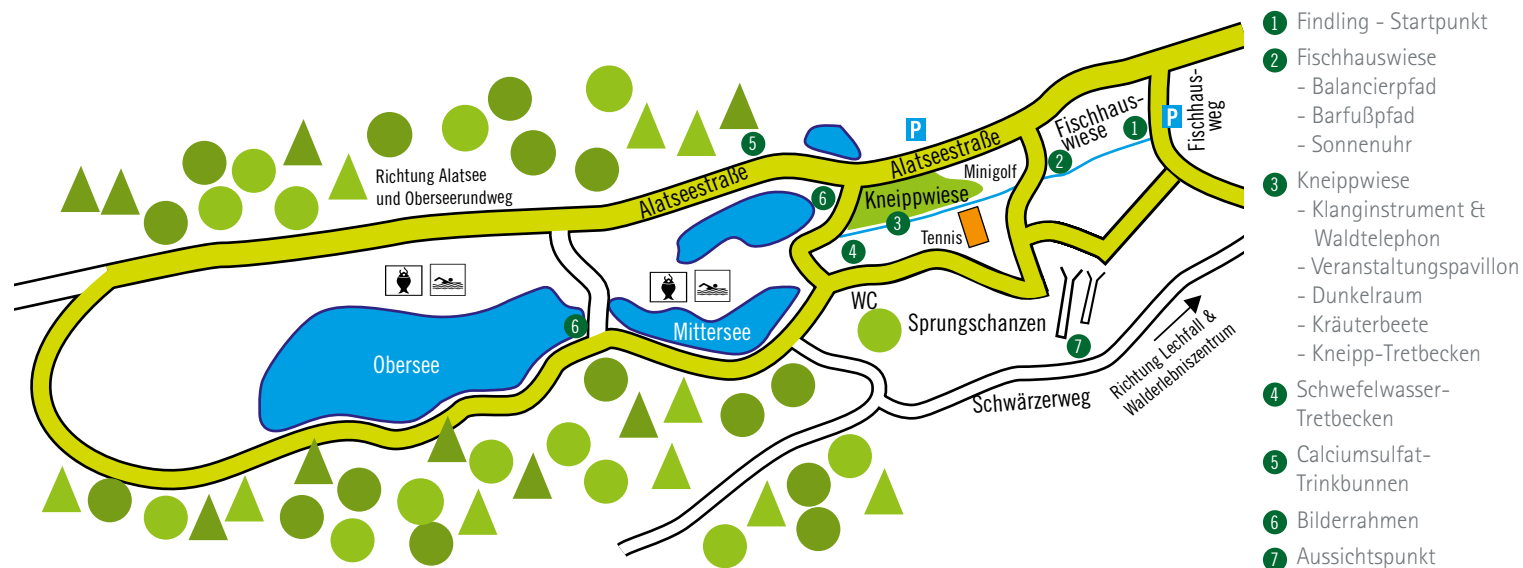 Richtung Alatsee
und Oberseerundweg
Alatseestraße
P
Alatseestraße
Minigolf
Fischhaus-
wiese
1
P
Fischhaus-
weg
2
5
6
Kneippwiese
3
4
Tennis
WC
Sprungschanzen
7
Richtung Lechfall &
Walderlebniszentrum
Schwärzerweg
6
Obersee
Mittersee
1 Findling - Startpunkt
2 Fischhauswiese
- Balancierpfad
- Barfußpfad
- Sonnenuhr
3 Kneippwiese
- Klanginstrument &
Waldtelephon
- Veranstaltungspavillon
- Dunkelraum
- Kräuterbeete
- Kneipp-Tretbecken
4 Schwefelwasser-
Tretbecken
5 Calciumsulfat-
Trinkbunnen
6 Bilderrahmen
7 Aussichtspunkt